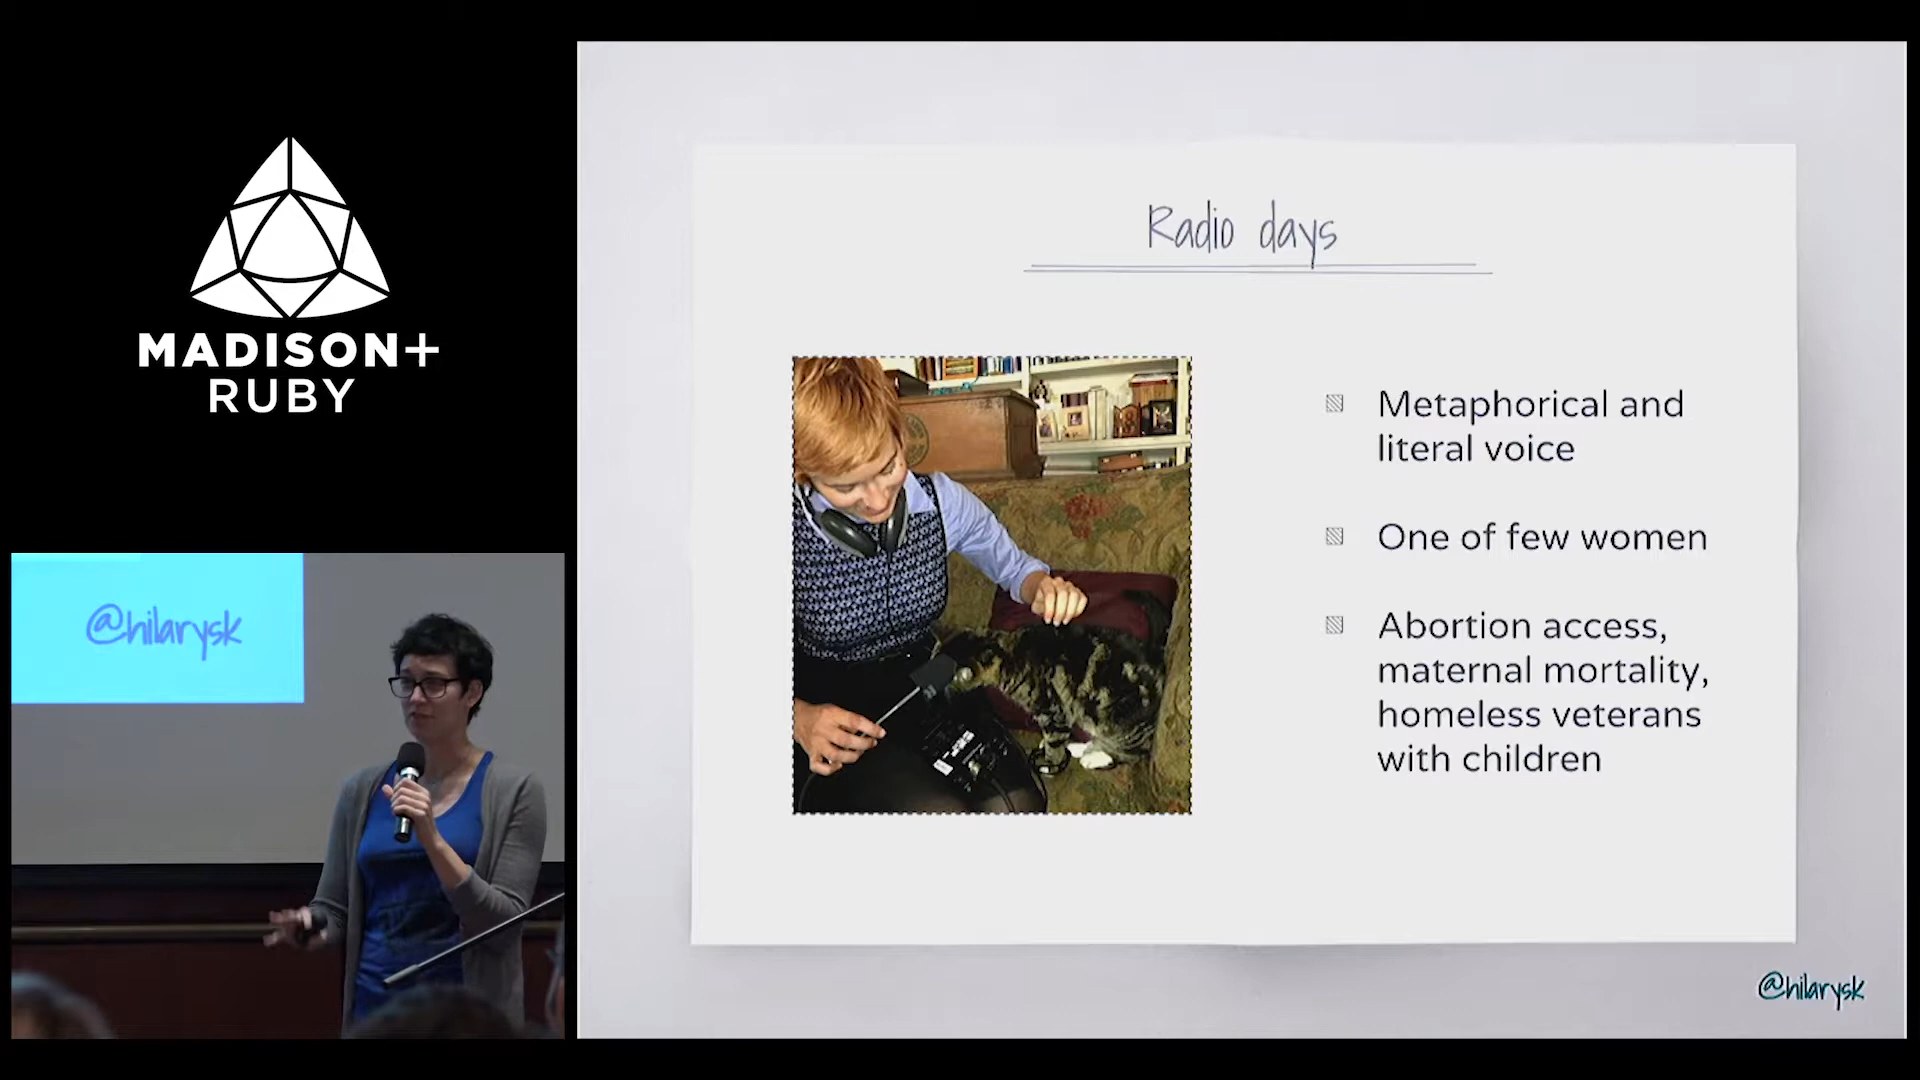 MADISON+
RUBY
@hilarysk
Radio days
Metaphorical and
literal voice
One of few women
Abortion access,
maternal mortality,
homeless veterans
with children
@hilarysk